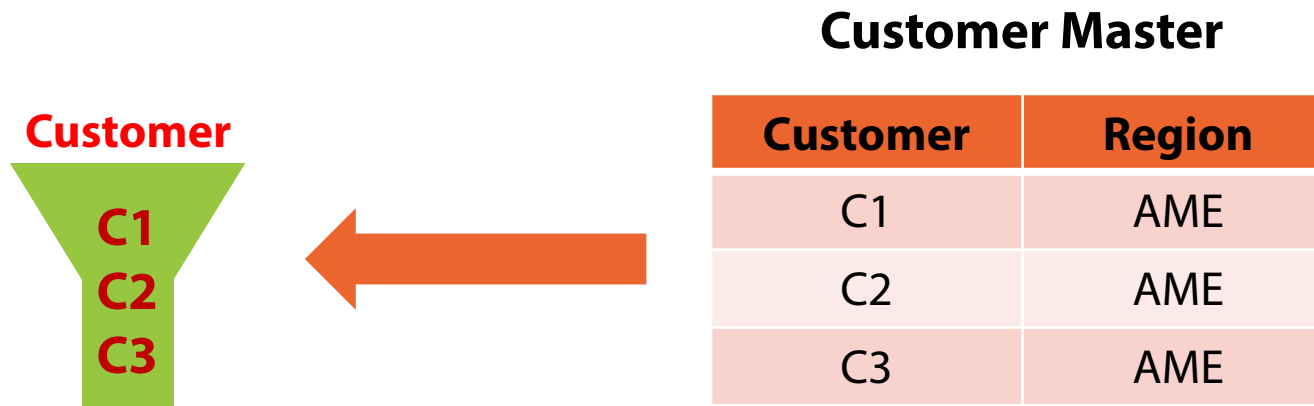 Customer Master
Customer
C1
C2
C3
Customer Region
C1 AME
C2 AME
C3 AME